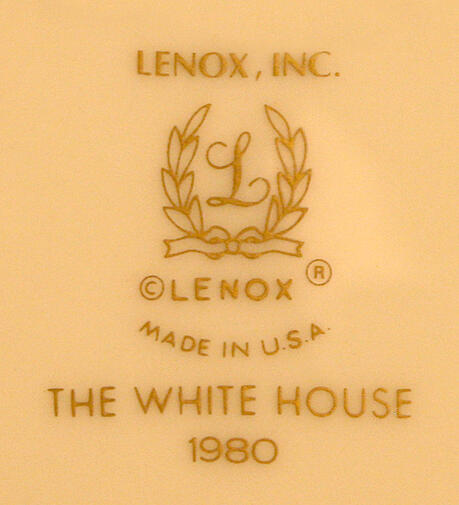 LENOX, INC.
L
©LENOX®
MADE IN U.S.A.
THE WHITE HOUSE
1980